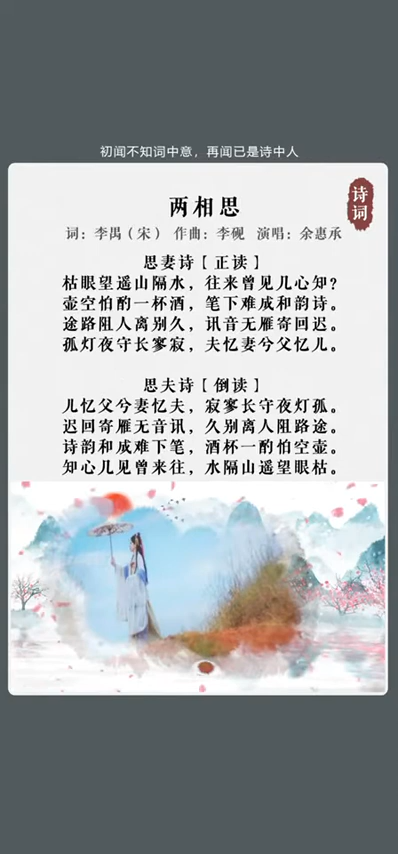 初闻不知词中意，再闻已是诗中人
诗词
两相思
词：李禺（宋） 作曲：李砚 演唱：余惠承
思妻诗【正读】
枯眼望遥山隔水，往来曾见几心知？
壶空怕酌一杯酒，笔下难成和韵诗。
途路阻人离别久，讯音无雁寄回迟。
孤灯夜守长寥寂，夫忆妻兮父忆儿。
思夫诗【倒读】
儿忆父兮妻忆夫，寂寥长守夜灯孤。
迟回寄雁无音讯，久别离人阻路途。
诗韵和成难下笔，酒杯一酌怕空壶。
知心几见曾来往，水隔山遥望眼枯。